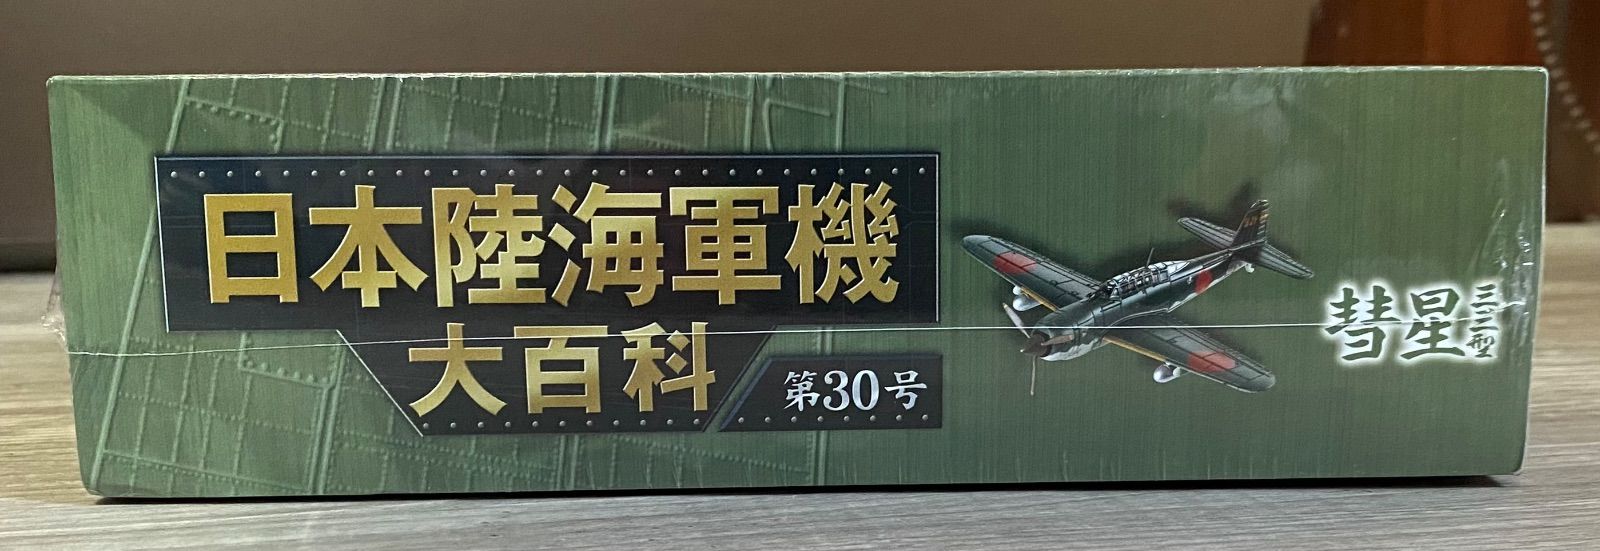 日本陸海軍機
大百科
第30号
彗星三三型